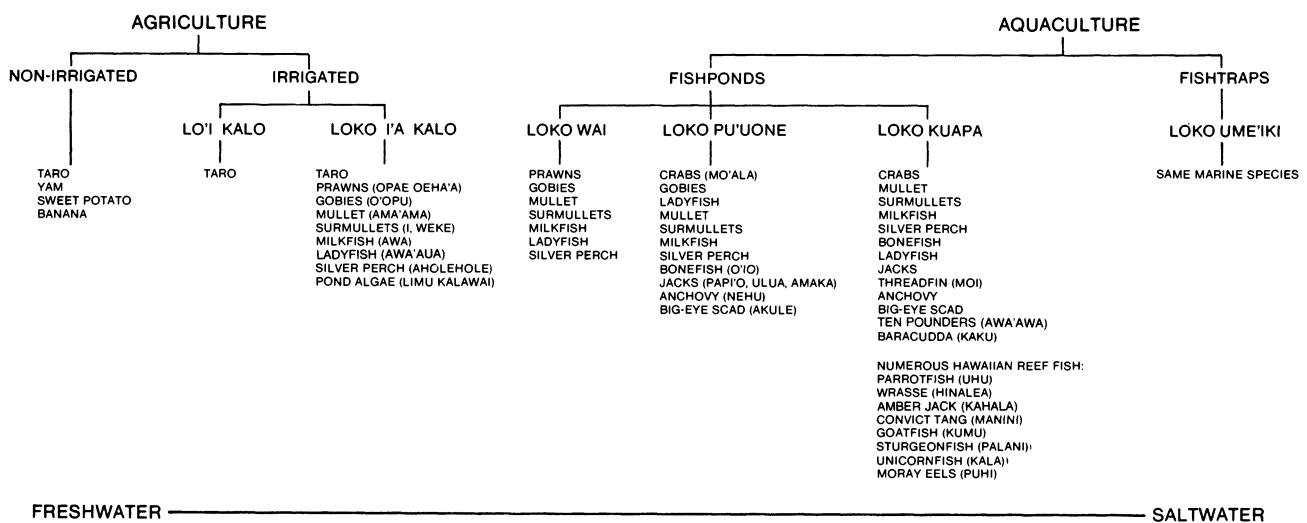 AGRICULTURE
AQUACULTURE
NON-IRRIGATED
IRRIGATED
FISHPONDS
FISHTRAPS
LO'I KALO
LOKO I'A KALO
LOKO WAI
LOKO PU'UONE
LOKO KUAPA
LOKO UME'IKI
TARO
YAM
SWEET POTATO
BANANA
TARO
TARO
PRAWNS (OPAE OEHA'A)
GOBIES (O'OPU)
MULLET (AMA'AMA)
SURMULLETS (I, WEKE)
MILKFISH (AWA)
LADYFISH (AWA'AUA)
SILVER PERCH (AHOLEHOLE)
POND ALGAE (LIMU KALAWAI)
PRAWNS
GOBIES
MULLET
SURMULLETS
MILKFISH
LADYFISH
SILVER PERCH
CRABS (MO'ALA)
GOBIES
LADYFISH
MULLET
SURMULLETS
MILKFISH
SILVER PERCH
BONEFISH (O'IO)
JACKS (PAPI'O, ULUA, AMAKA)
ANCHOVY (NEHU)
BIG-EYE SCAD (AKULE)
CRABS
MULLET
SURMULLETS
MILKFISH
SILVER PERCH
BONEFISH
LADYFISH
JACKS
THREADFIN (MOI)
ANCHOVY
BIG-EYE SCAD
TEN POUNDERS (AWA'AWA)
BARACUDDA (KAKU)
NUMEROUS HAWAIIAN REEF FISH:
PARROTFISH (UHU)
WRASSE (HINALEA)
AMBER JACK (KAHALA)
CONVICT TANG (MANINI)
GOATFISH (KUMU)
STURGEONFISH (PALANI)
UNICORNFISH (KALA)
MORAY EELS (PUHI)
SAME MARINE SPECIES
FRESHWATER
SALTWATER